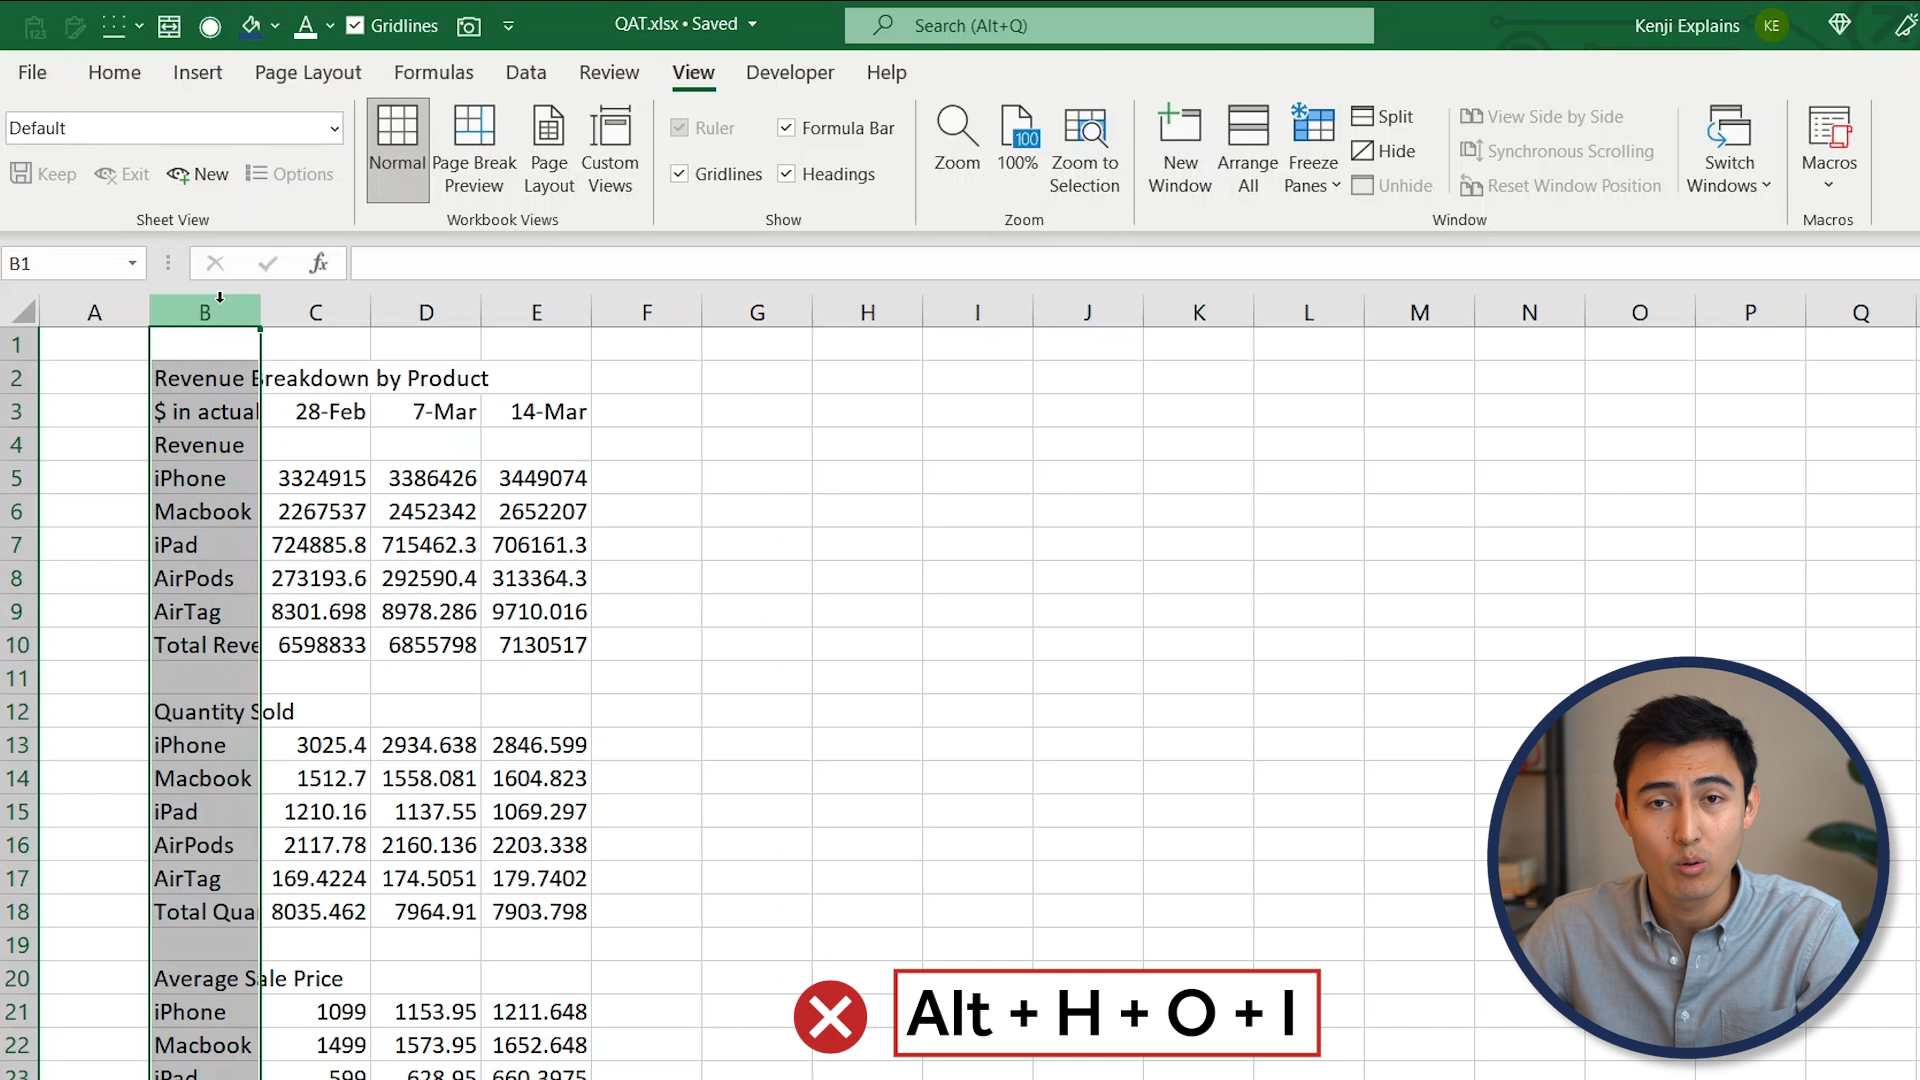 123 A Gridlines QAT.xlsx • Saved Search (Alt+Q) Kenji Explains KE
File Home Insert Page Layout Formulas Data Review View Developer Help
Default
Keep Exit New Options
Sheet View
Normal
Page Break Preview
Page Layout
Custom Views
Workbook Views
Ruler Formula Bar
Gridlines Headings
Show
Zoom
100
100%
Zoom to Selection
Zoom
New Window
Arrange All
Freeze Panes
Split
Hide
Unhide
View Side by Side
Synchronous Scrolling
Reset Window Position
Switch Windows
Window
Macros
Macros
B1 fx
A B C D E F G H I J K L M N O P Q
1
2 Revenue Breakdown by Product
3 $ in actual 28-Feb 7-Mar 14-Mar
4 Revenue
5 iPhone 3324915 3386426 3449074
6 Macbook 2267537 2452342 2652207
7 iPad 724885.8 715462.3 706161.3
8 AirPods 273193.6 292590.4 313364.3
9 AirTag 8301.698 8978.286 9710.016
10 Total Reve 6598833 6855798 7130517
11
12 Quantity Sold
13 iPhone 3025.4 2934.638 2846.599
14 Macbook 1512.7 1558.081 1604.823
15 iPad 1210.16 1137.55 1069.297
16 AirPods 2117.78 2160.136 2203.338
17 AirTag 169.4224 174.5051 179.7402
18 Total Qua 8035.462 7964.91 7903.798
19
20 Average Sale Price
21 iPhone 1099 1153.95 1211.648
22 Macbook 1499 1573.95 1652.648
23 iPad 599 628.95 660.3975
Alt + H + O + I